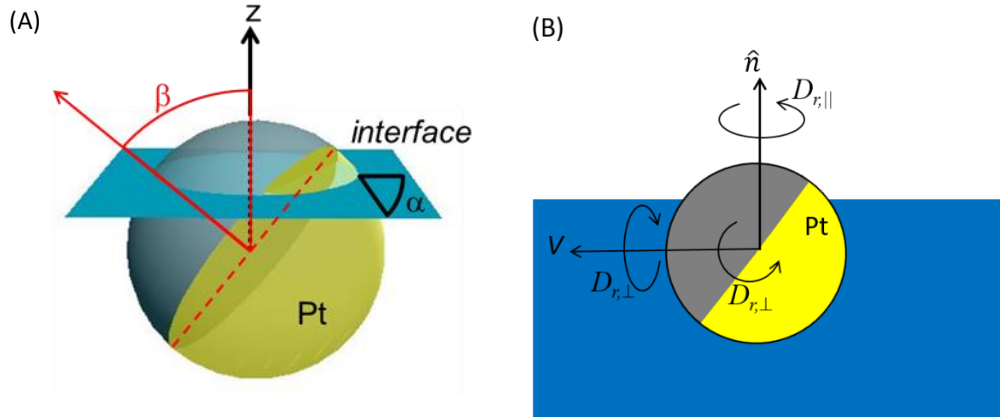 (A)
z
β
interface
α
Pt
(B)
n̂
D_{r,||}
Pt
V
D_{r,⊥}
D_{r,⊥}